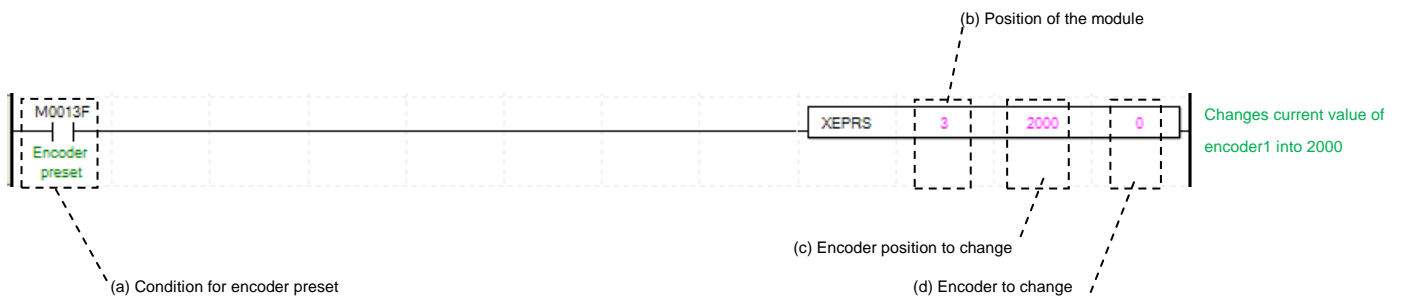 (b) Position of the module
M0013F
XEPRS 3 2000 0
Changes current value of
encoder1 into 2000
Encoder
preset
(c) Encoder position to change
(a) Condition for encoder preset
(d) Encoder to change